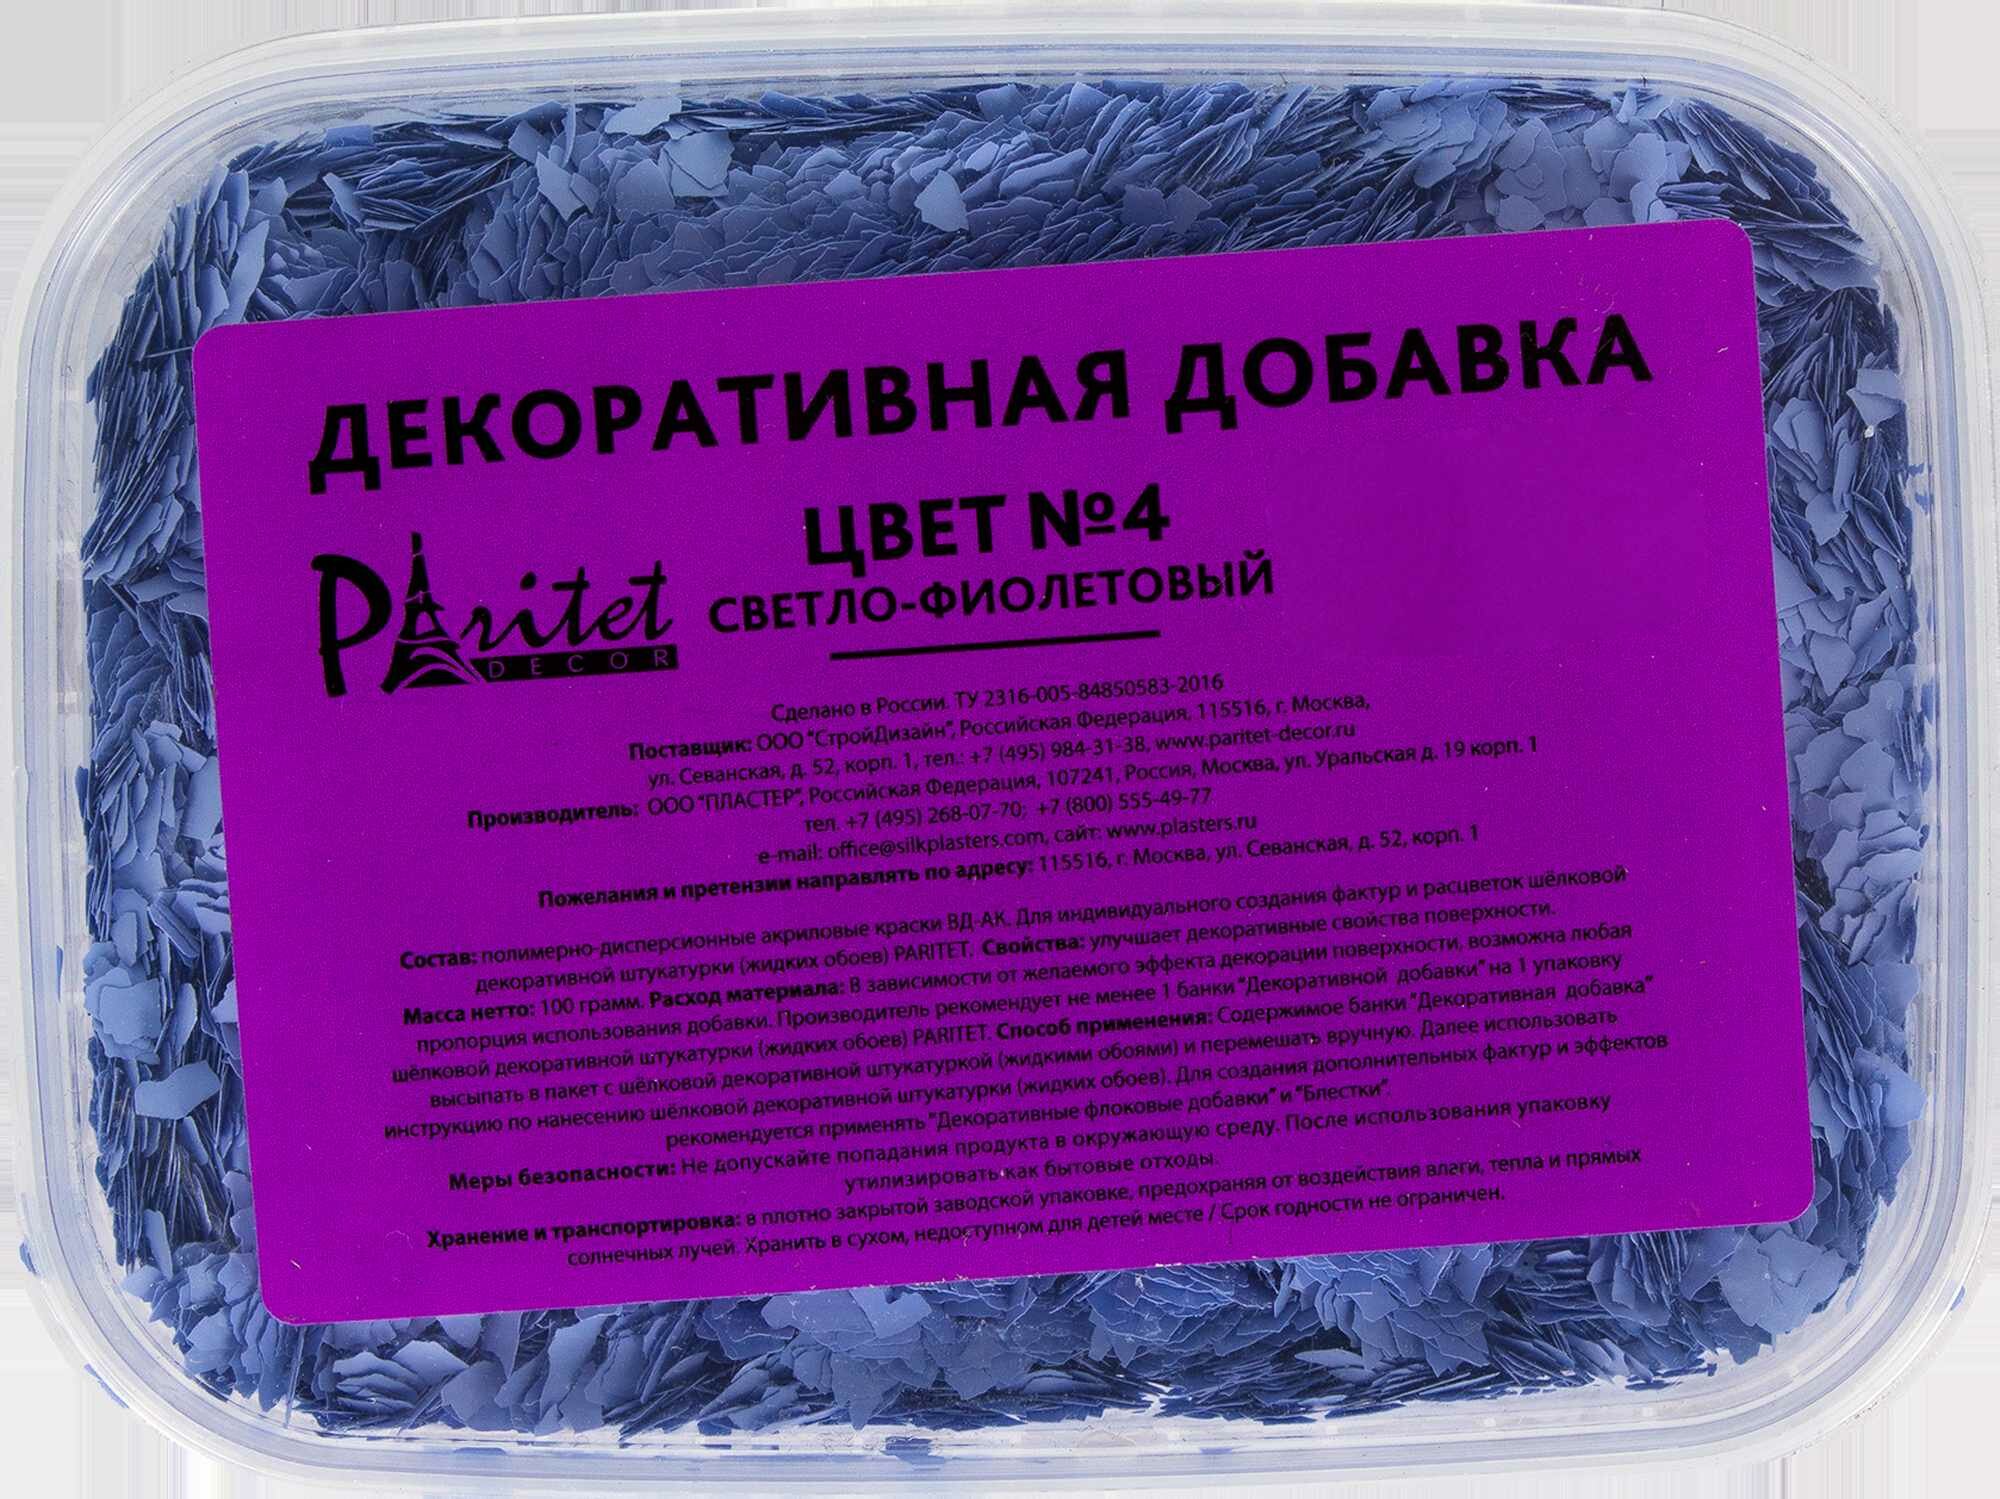 ДЕКОРАТИВНАЯ ДОБАВКА
ЦВЕТ №4
СВЕТЛО-ФИОЛЕТОВЫЙ
Paritet
DECOR
Сделано в России. ТУ 2316-005-84850583-2016
Поставщик: ООО "СтройДизайн", Российская Федерация, 115516, г. Москва,
ул. Севанская, д. 52, корп. 1, тел.: +7 (495) 984-31-38, www.paritet-decor.ru
Производитель: ООО "ПЛАСТЕР", Российская Федерация, 107241, Россия, Москва, ул. Уральская д. 19 корп. 1
тел. +7 (495) 268-07-70; +7 (800) 555-49-77
e-mail: office@silkplasters.com, сайт: www.plasters.ru
Пожелания и претензии направлять по адресу: 115516, г. Москва, ул. Севанская, д. 52, корп. 1
Состав: полимерно-дисперсионные акриловые краски ВД-АК. Для индивидуального создания фактур и расцветок шёлковой
декоративной штукатурки (жидких обоев) PARITET. Свойства: улучшает декоративные свойства поверхности.
Масса нетто: 100 грамм. Расход материала: В зависимости от желаемого эффекта декорации поверхности, возможна любая
пропорция использования добавки. Производитель рекомендует не менее 1 банки "Декоративной добавки" на 1 упаковку
шёлковой декоративной штукатурки (жидких обоев) PARITET. Способ применения: Содержимое банки "Декоративная добавка"
высыпать в пакет с шёлковой декоративной штукатуркой (жидкими обоями) и перемешать вручную. Далее использовать
инструкцию по нанесению шёлковой декоративной штукатурки (жидких обоев). Для создания дополнительных фактур и эффектов
рекомендуется применять "Декоративные флоковые добавки" и "Блестки".
Меры безопасности: Не допускайте попадания продукта в окружающую среду. После использования упаковку
утилизировать как бытовые отходы.
Хранение и транспортировка: в плотно закрытой заводской упаковке, предохраняя от воздействия влаги, тепла и прямых
солнечных лучей. Хранить в сухом, недоступном для детей месте / Срок годности не ограничен.